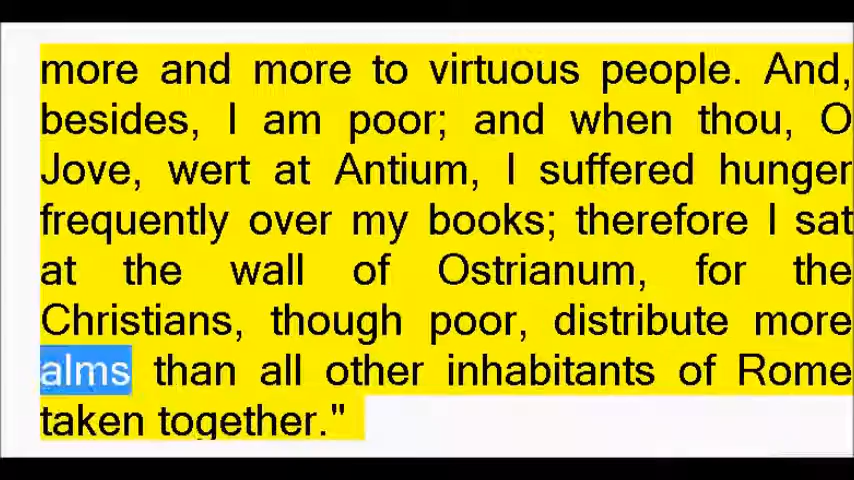 more and more to virtuous people. And,
besides, I am poor; and when thou, O
Jove, wert at Antium, I suffered hunger
frequently over my books; therefore I sat
at the wall of Ostrianum, for the
Christians, though poor, distribute more
alms than all other inhabitants of Rome
taken together."